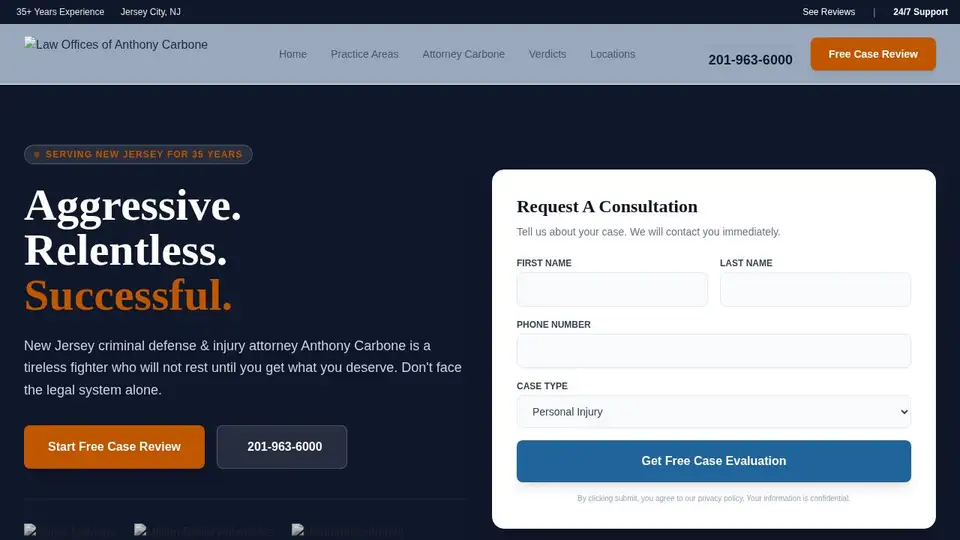 35+ Years Experience
Jersey City, NJ
See Reviews
|
24/7 Support
Law Offices of Anthony Carbone
Home
Practice Areas
Attorney Carbone
Verdicts
Locations
201-963-6000
Free Case Review
SERVING NEW JERSEY FOR 35 YEARS
Aggressive.
Relentless.
Successful.
New Jersey criminal defense & injury attorney Anthony Carbone is a
tireless fighter who will not rest until you get what you deserve. Don't face
the legal system alone.
Start Free Case Review
201-963-6000
Request A Consultation
Tell us about your case. We will contact you immediately.
FIRST NAME
LAST NAME
PHONE NUMBER
CASE TYPE
Personal Injury
Get Free Case Evaluation
By clicking submit, you agree to our privacy policy. Your information is confidential.